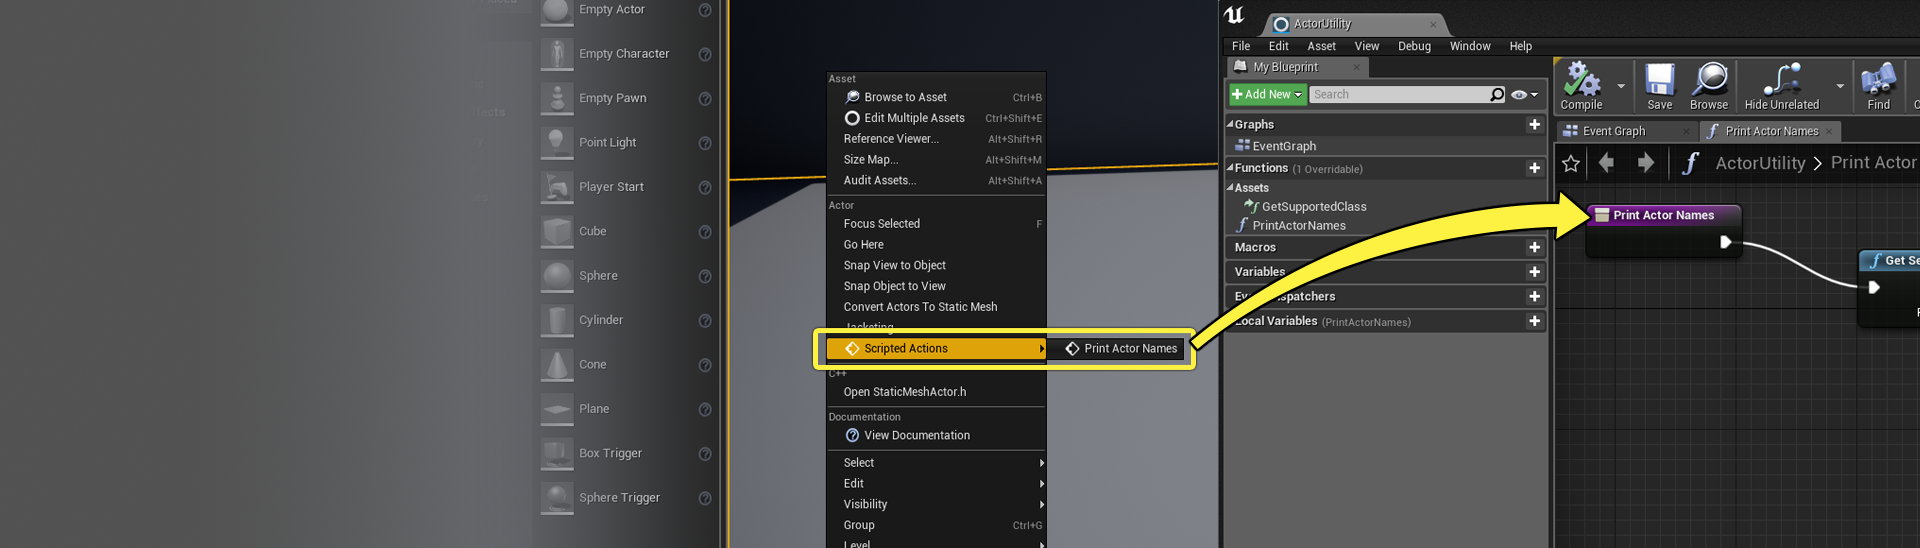 Empty Actor
Empty Character
Empty Pawn
Point Light
Player Start
Cube
Sphere
Cylinder
Cone
Plane
Box Trigger
Sphere Trigger
Asset
Browse to Asset Ctrl+B
Edit Multiple Assets Ctrl+Shift+E
Reference Viewer... Alt+Shift+R
Size Map... Alt+Shift+M
Audit Assets... Alt+Shift+A
Actor
Focus Selected F
Go Here
Snap View to Object
Snap Object to View
Convert Actors To Static Mesh
Jacketing
Scripted Actions
Print Actor Names
C++
Open StaticMeshActor.h
Documentation
View Documentation
Select
Edit
Visibility
Group Ctrl+G
Level
ActorUtility
File Edit Asset View Debug Window Help
My Blueprint
Add New Search
Graphs
EventGraph
Functions (1 Overridable)
Assets
GetSupportedClass
PrintActorNames
Macros
Variables
Local Variables (PrintActorNames)
Compile Save Browse Hide Unrelated Find
Event Graph Print Actor Names
ActorUtility > Print Actor
Print Actor Names
Get Se